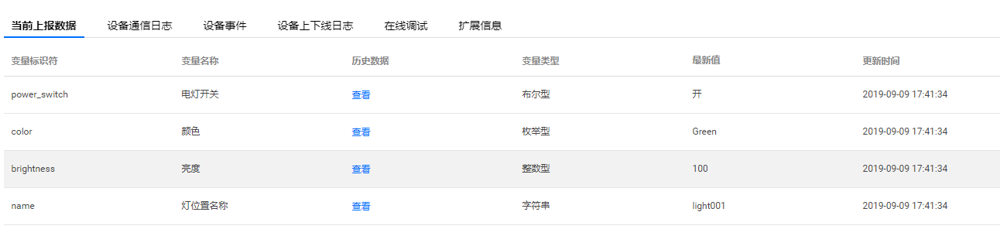 当前上报数据 设备通信日志 设备事件 设备上下线日志 在线调试 扩展信息
变量标识符 变量名称 历史数据 变量类型 最新值 更新时间
power_switch 电灯开关 查看 布尔型 开 2019-09-09 17:41:34
color 颜色 查看 枚举型 Green 2019-09-09 17:41:34
brightness 亮度 查看 整数型 100 2019-09-09 17:41:34
name 灯位置名称 查看 字符串 light001 2019-09-09 17:41:34